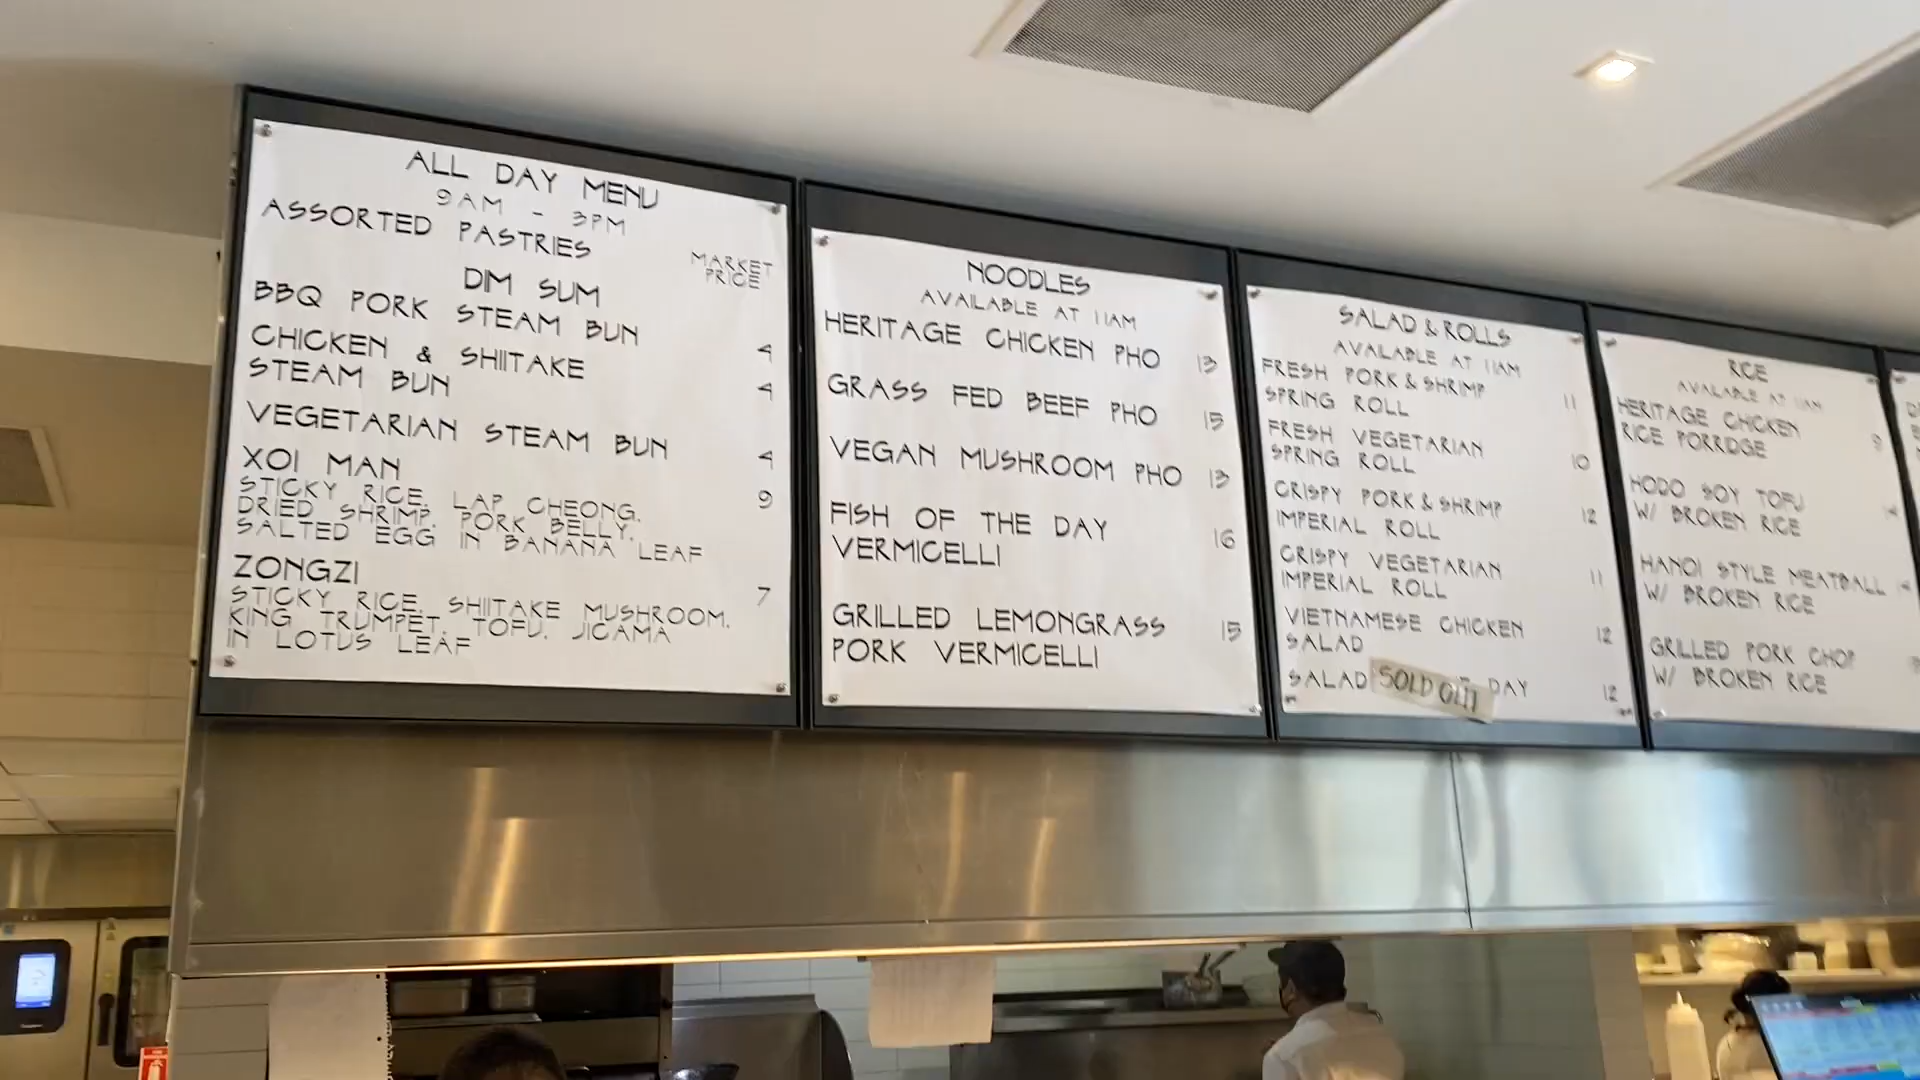 ALL DAY MENU
9AM - 3PM
ASSORTED PASTRIES
MARKET
PRICE
DIM SUM
BBQ PORK STEAM BUN 4
CHICKEN & SHIITAKE
STEAM BUN 4
VEGETARIAN STEAM BUN 4
XOI MAN 9
STICKY RICE, LAP CHEONG,
DRIED SHRIMP, PORK BELLY,
SALTED EGG IN BANANA LEAF
ZONGZI 7
STICKY RICE, SHIITAKE MUSHROOM,
KING TRUMPET, TOFU, JICAMA
IN LOTUS LEAF
NOODLES
AVAILABLE AT 11AM
HERITAGE CHICKEN PHO 13
GRASS FED BEEF PHO 15
VEGAN MUSHROOM PHO 13
FISH OF THE DAY 16
VERMICELLI
GRILLED LEMONGRASS 15
PORK VERMICELLI
SALAD & ROLLS
AVAILABLE AT 11AM
FRESH PORK & SHRIMP 11
SPRING ROLL
FRESH VEGETARIAN 10
SPRING ROLL
CRISPY PORK & SHRIMP 12
IMPERIAL ROLL
CRISPY VEGETARIAN 11
IMPERIAL ROLL
VIETNAMESE CHICKEN 12
SALAD
SALAD SOLD OUT DAY 12
RICE
AVALABLE AT 11AM
HERITAGE CHICKEN 9
RICE PORRIDGE
HODO SOY TOFU 14
W/ BROKEN RICE
HANOI STYLE MEATBALL
W/ BROKEN RICE
GRILLED PORK CHOP
W/ BROKEN RICE